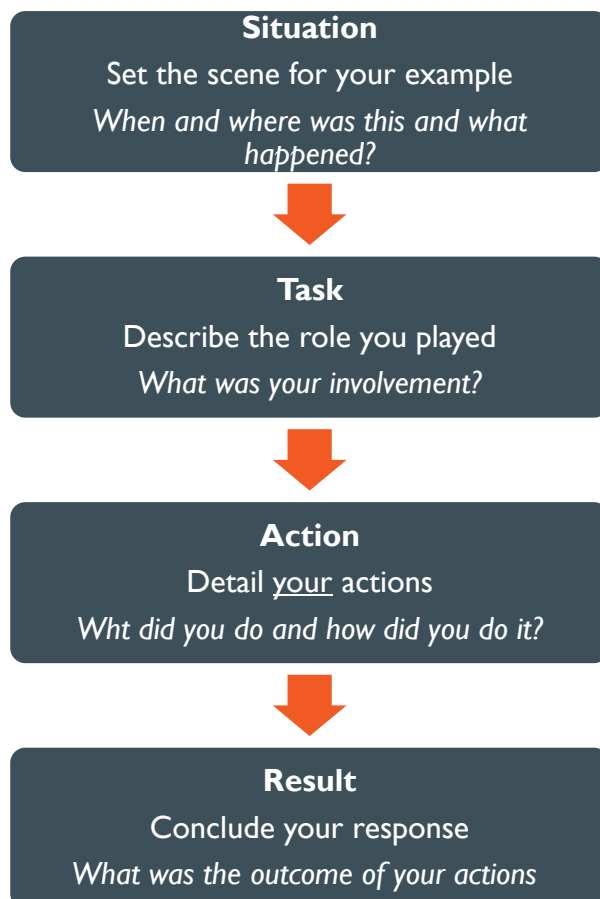 Situation
Set the scene for your example
When and where was this and what
happened?
Task
Describe the role you played
What was your involvement?
Action
Detail your actions
Wht did you do and how did you do it?
Result
Conclude your response
What was the outcome of your actions